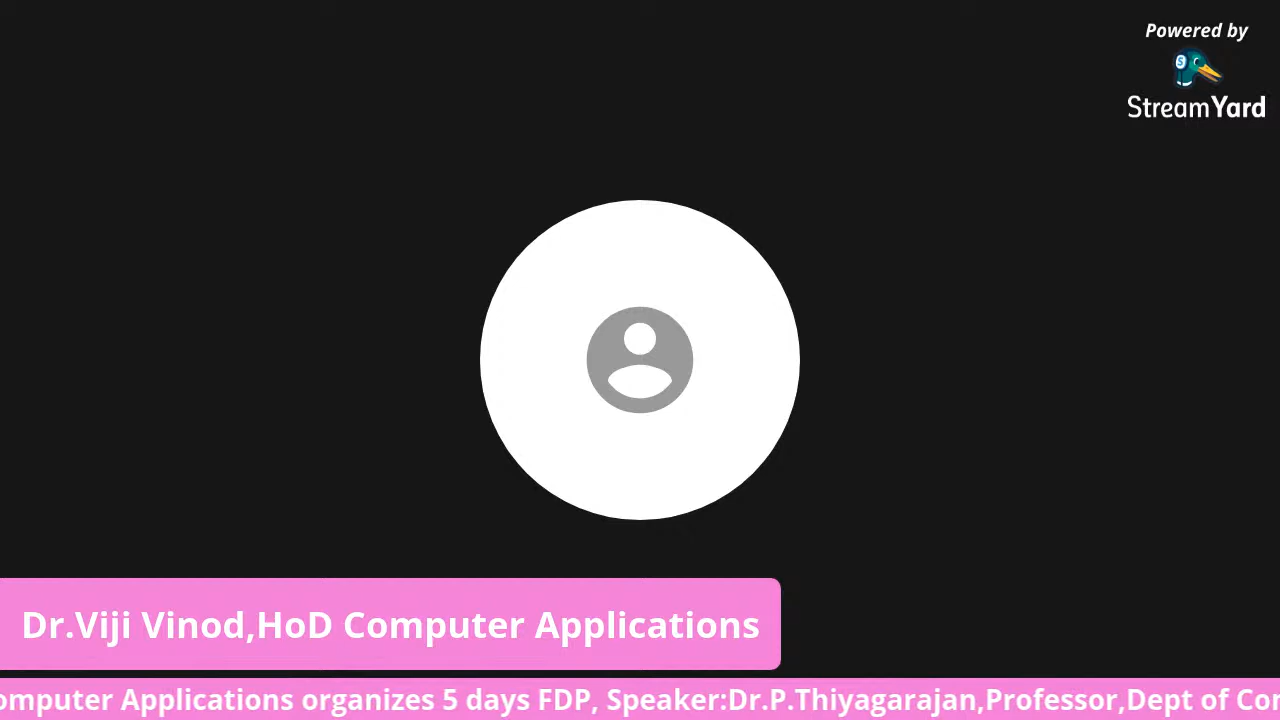 Powered by
S
StreamYard
Dr.Viji Vinod,HoD Computer Applications
Applications organizes 5 days FDP, Speaker:Dr.P.Thiyagarajan,Professor,Dept of